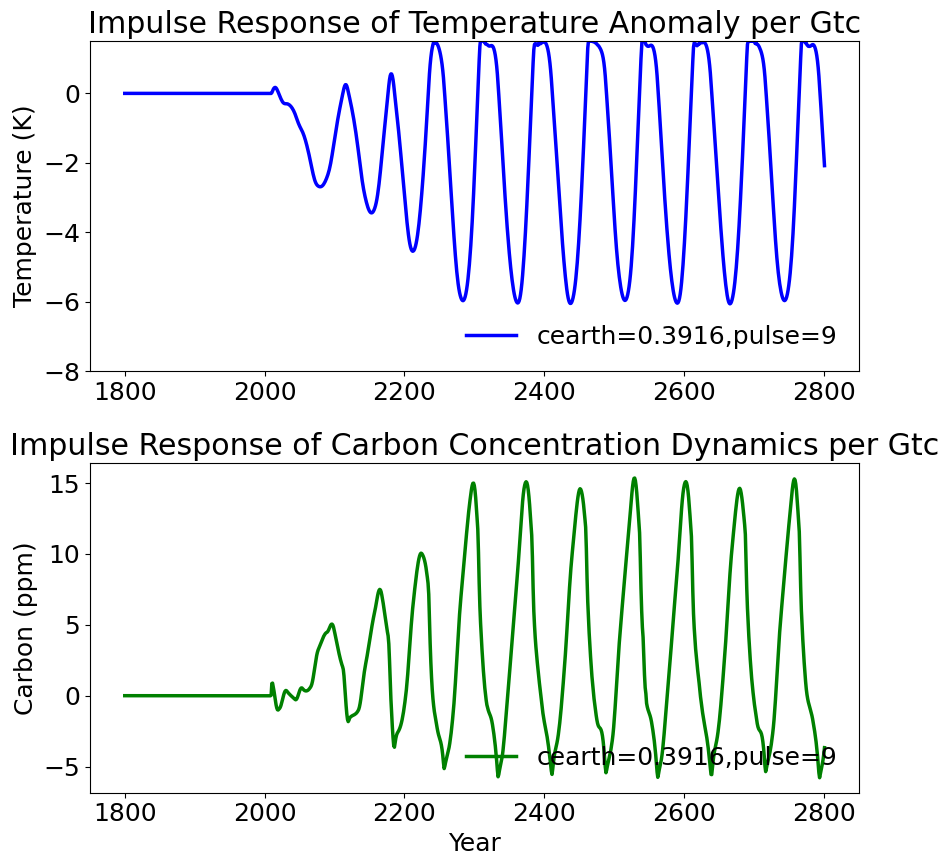 Impulse Response of Temperature Anomaly per Gtc
Temperature (K)
0
−2
−4
−6
−8
cearth=0.3916,pulse=9
1800 2000 2200 2400 2600 2800
Impulse Response of Carbon Concentration Dynamics per Gtc
Carbon (ppm)
15
10
5
0
−5
cearth=0.3916,pulse=9
1800 2000 2200 2400 2600 2800
Year